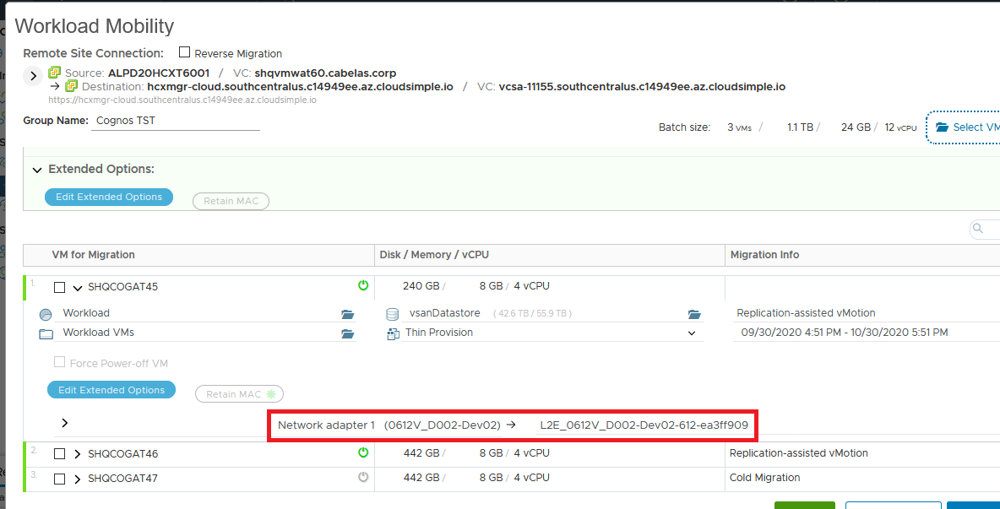 Workload Mobility
Remote Site Connection: Reverse Migration
Source: ALPD20HCXT6001 / VC: shqvmwat60.cabelas.corp
→ Destination: hcxmgr-cloud.southcentralus.c14949ee.az.cloudsimple.io / VC: vcsa-11155.southcentralus.c14949ee.az.cloudsimple.io
https://hcxmgr-cloud.southcentralus.c14949ee.az.cloudsimple.io
Group Name: Cognos TST
Batch size: 3 VMs / 1.1 TB / 24 GB / 12 vCPU Select VM
Extended Options:
Edit Extended Options Retain MAC
VM for Migration Disk / Memory / vCPU Migration Info
1. SHQCOGAT45 240 GB / 8 GB / 4 vCPU
Workload vsanDatastore ( 42.6 TB / 55.9 TB ) Replication-assisted vMotion
Workload VMs Thin Provision 09/30/2020 4:51 PM - 10/30/2020 5:51 PM
Force Power-off VM
Edit Extended Options Retain MAC
Network adapter 1 (0612V_D002-Dev02) → L2E_0612V_D002-Dev02-612-ea3ff909
2. SHQCOGAT46 442 GB / 8 GB / 4 vCPU Replication-assisted vMotion
3. SHQCOGAT47 442 GB / 8 GB / 4 vCPU Cold Migration